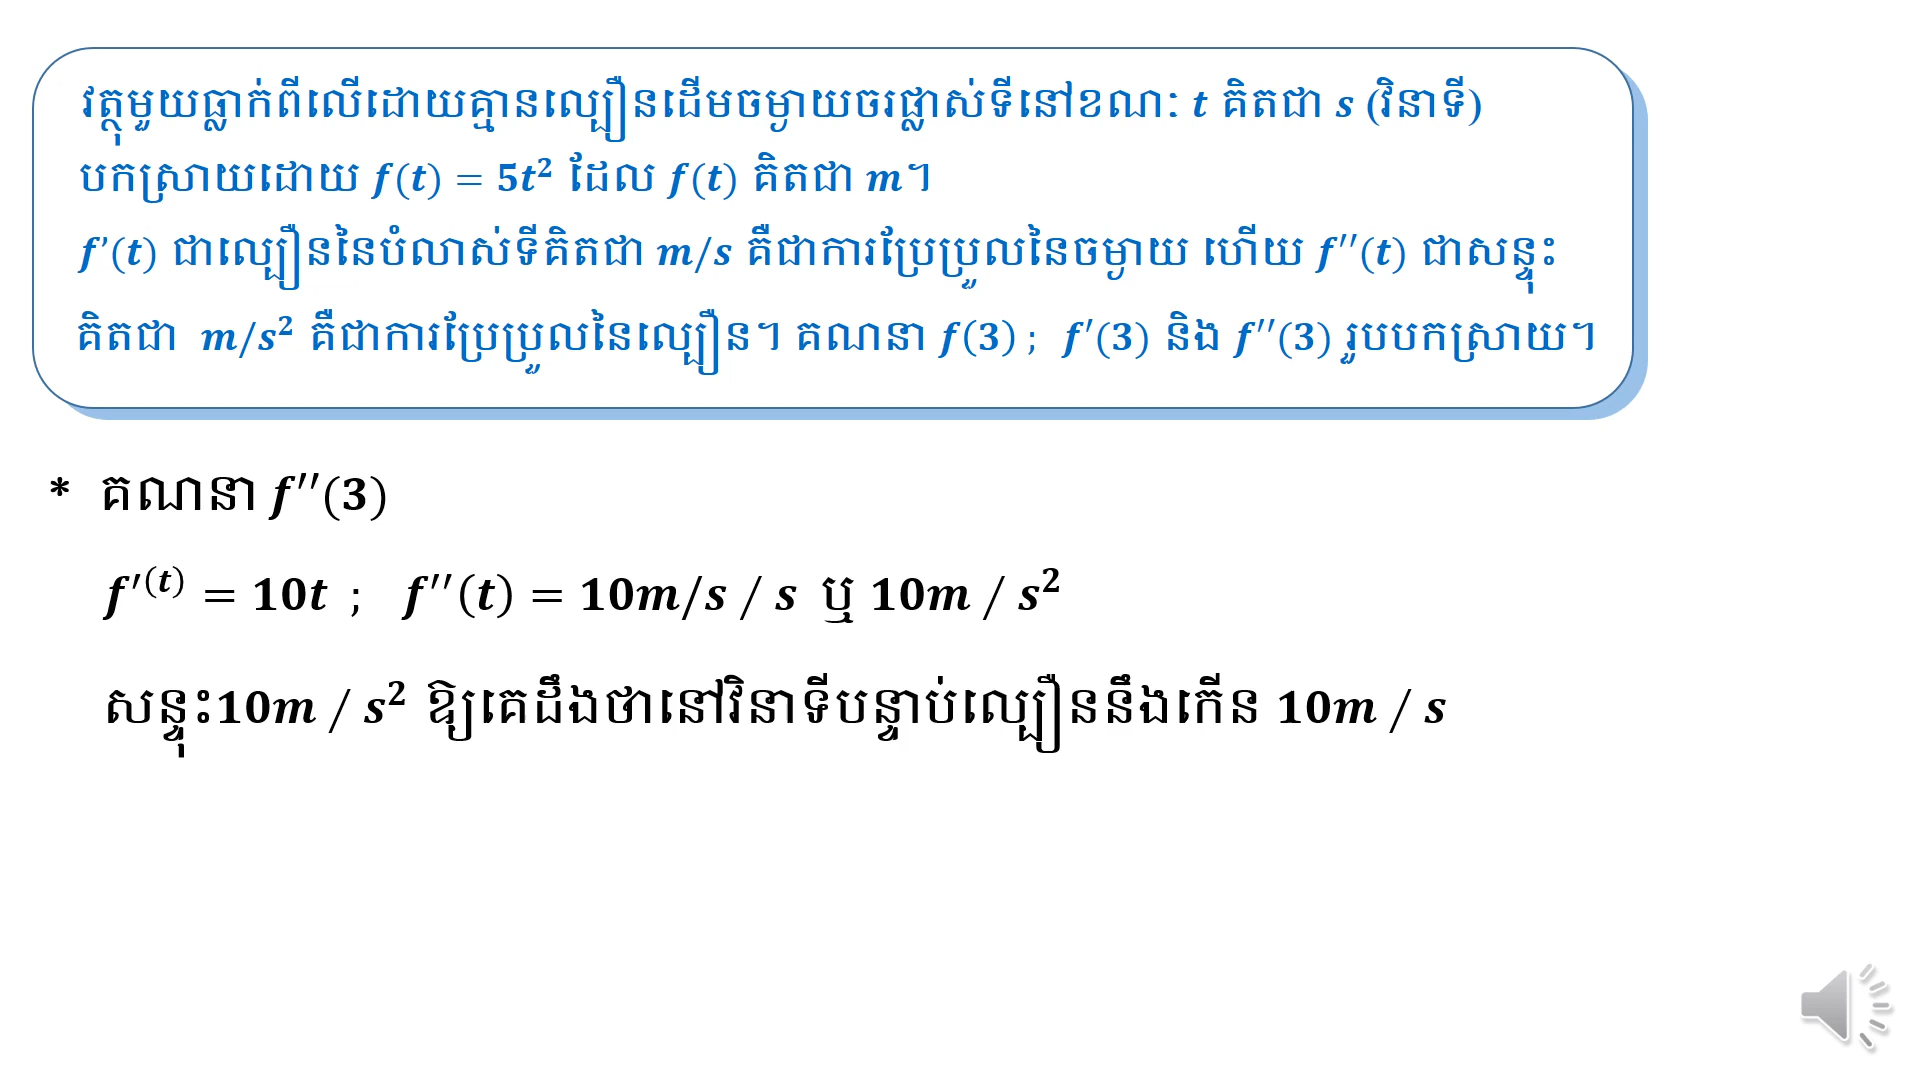 វត្ថុមួយធ្លាក់ពីលើដោយគ្មានល្បឿនដើមចម្ងាយចរផ្លាស់ទីនៅខណៈ t គិតជា s (វិនាទី)
បកស្រាយដោយ f(t) = 5t² ដែល f(t) គិតជា m។
f’(t) ជាល្បឿននៃបំលាស់ទីគិតជា m/s គឺជាការប្រែប្រួលនៃចម្ងាយ ហើយ f′′(t) ជាសន្ទុះ
គិតជា m/s² គឺជាការប្រែប្រួលនៃល្បឿន។ គណនា f(3) ; f′(3) និង f′′(3) រួបបកស្រាយ។
* គណនា f′′(3)
f′⁽ᵗ⁾ = 10t ; f′′(t) = 10m/s / s ឬ 10m / s²
សន្ទុះ10m / s² ឱ្យគេដឹងថានៅវិនាទីបន្ទាប់ល្បឿននឹងកើន 10m / s